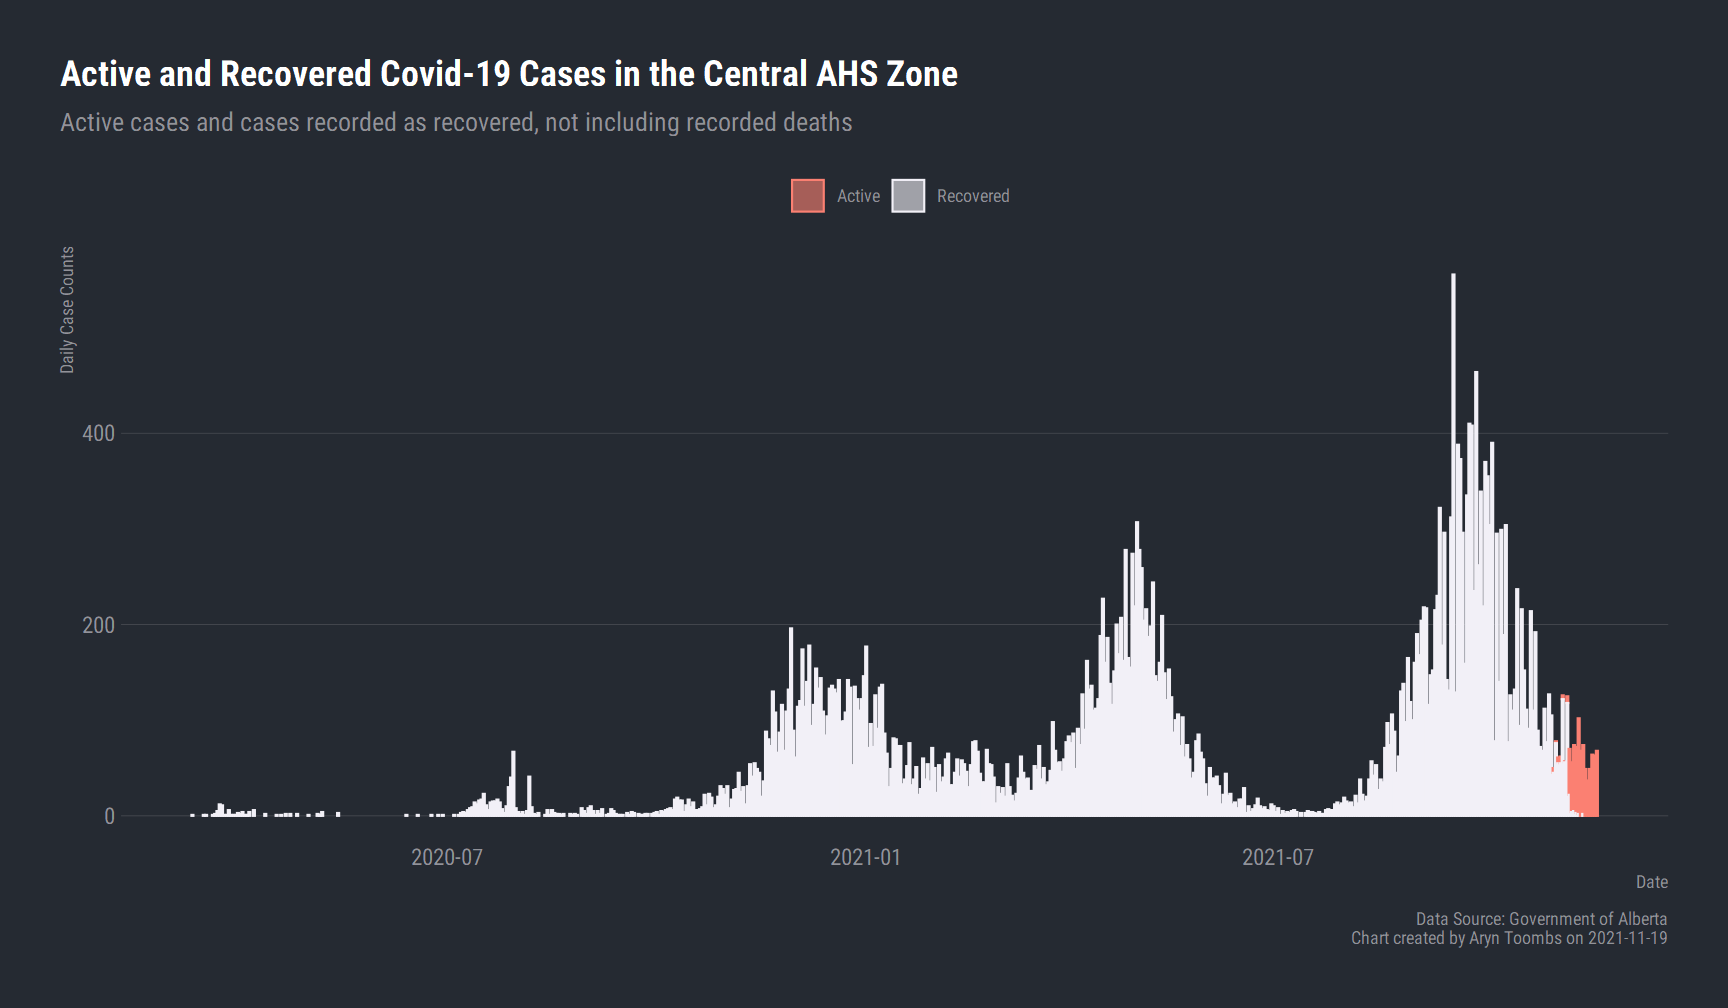 Active and Recovered Covid-19 Cases in the Central AHS Zone
Active cases and cases recorded as recovered, not including recorded deaths
Active
Recovered
Daily Case Counts
400
200
0
2020-07
2021-01
2021-07
Date
Data Source: Government of Alberta
Chart created by Aryn Toombs on 2021-11-19